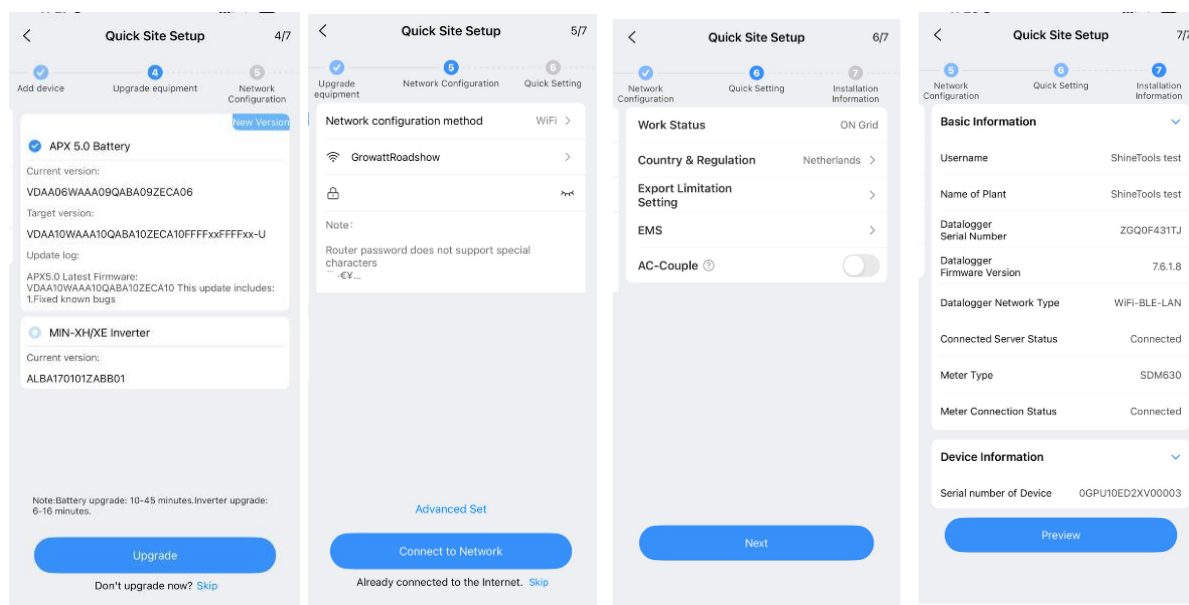 Quick Site Setup 4/7
4
5
Add device
Upgrade equipment
Network
Configuration
New Version
APX 5.0 Battery
Current version:
VDAA06WAAA09QABA09ZECA06
Target version:
VDAA10WAAA10QABA10ZECA10FFFFxxFFFFxx-U
Update log:
APX5.0 Latest Firmware:
VDAA10WAAA10QABA10ZECA10 This update includes:
1.Fixed known bugs
MIN-XH/XE Inverter
Current version:
ALBA170101ZABB01
Note:Battery upgrade: 10-45 minutes.Inverter upgrade:
6-16 minutes.
Upgrade
Don't upgrade now? Skip
Quick Site Setup 5/7
5
6
Upgrade
equipment
Network Configuration
Quick Setting
Network configuration method WiFi
GrowattRoadshow
Note:
Router password does not support special
characters
€¥...
Advanced Set
Connect to Network
Already connected to the Internet. Skip
Quick Site Setup 6/7
6
7
Network
Configuration
Quick Setting
Installation
Information
Work Status ON Grid
Country & Regulation Netherlands
Export Limitation
Setting
EMS
AC-Couple ?
Next
Quick Site Setup 7/7
5
6
7
Network
Configuration
Quick Setting
Installation
Information
Basic Information
Username ShineTools test
Name of Plant ShineTools test
Datalogger
Serial Number ZGQ0F431TJ
Datalogger
Firmware Version 7.6.1.8
Datalogger Network Type WiFi-BLE-LAN
Connected Server Status Connected
Meter Type SDM630
Meter Connection Status Connected
Device Information
Serial number of Device 0GPU10ED2XV00003
Preview